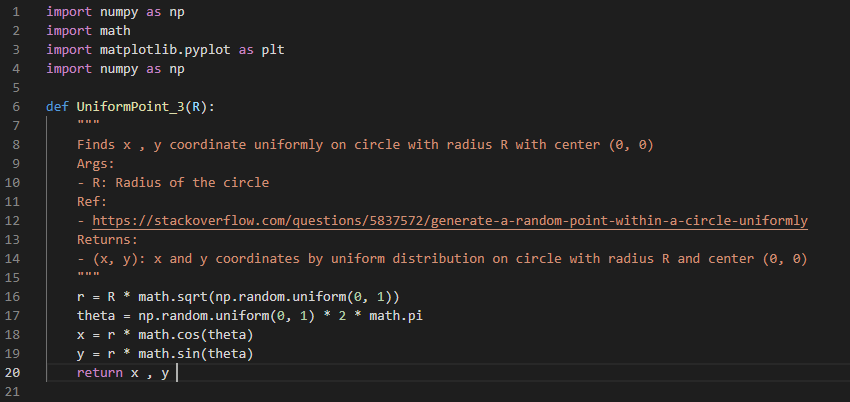 1 import numpy as np
2 import math
3 import matplotlib.pyplot as plt
4 import numpy as np
5
6 def UniformPoint_3(R):
7     """
8     Finds x , y coordinate uniformly on circle with radius R with center (0, 0)
9     Args:
10     - R: Radius of the circle
11     Ref:
12     - https://stackoverflow.com/questions/5837572/generate-a-random-point-within-a-circle-uniformly
13     Returns:
14     - (x, y): x and y coordinates by uniform distribution on circle with radius R and center (0, 0)
15     """
16     r = R * math.sqrt(np.random.uniform(0, 1))
17     theta = np.random.uniform(0, 1) * 2 * math.pi
18     x = r * math.cos(theta)
19     y = r * math.sin(theta)
20     return x , y
21